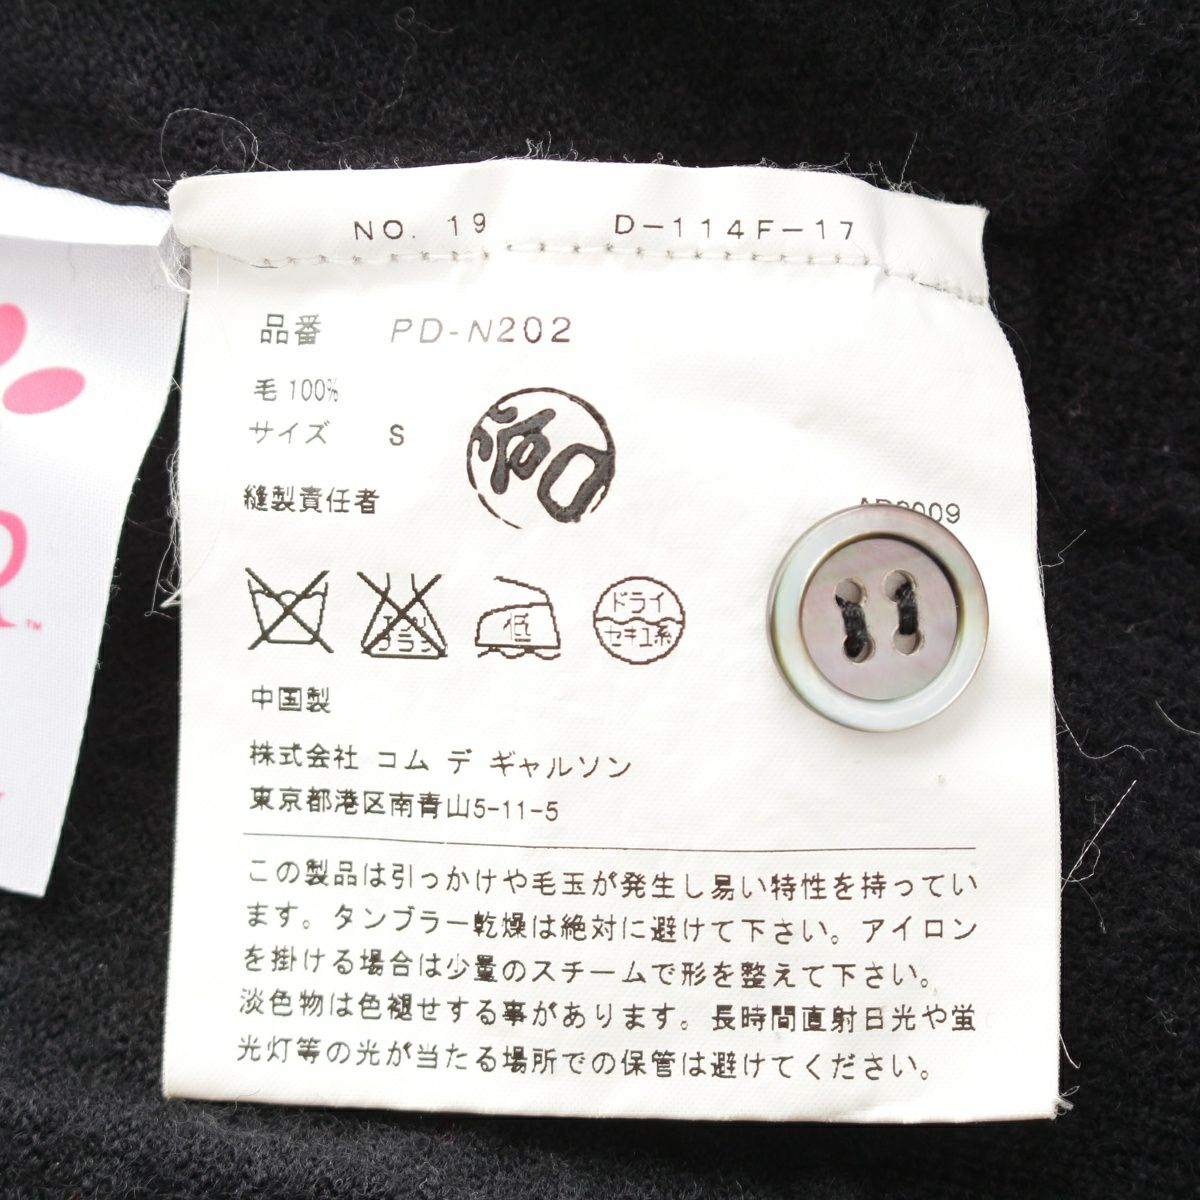 NO. 19 D-114F-17
品番 PD-N202
毛 100%
サイズ S
縫製責任者
AD2009
低
ドライ
セキユ系
中国製
株式会社 コム デ ギャルソン
東京都港区南青山5-11-5
この製品は引っかけや毛玉が発生し易い特性を持ってい
ます。タンブラー乾燥は絶対に避けて下さい。アイロン
を掛ける場合は少量のスチームで形を整えて下さい。
淡色物は色褪せする事があります。長時間直射日光や蛍
光灯等の光が当たる場所での保管は避けてください。
TM